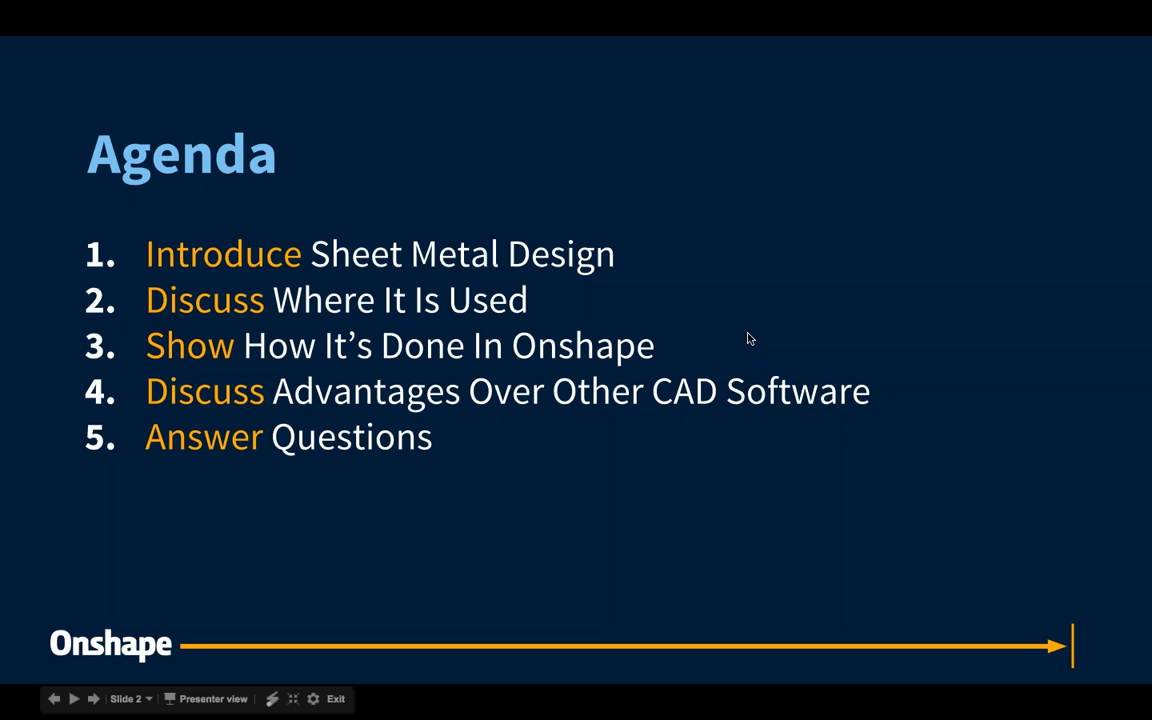 Agenda
1. Introduce Sheet Metal Design
2. Discuss Where It Is Used
3. Show How It’s Done In Onshape
4. Discuss Advantages Over Other CAD Software
5. Answer Questions
Onshape
Slide 2 Presenter view Exit